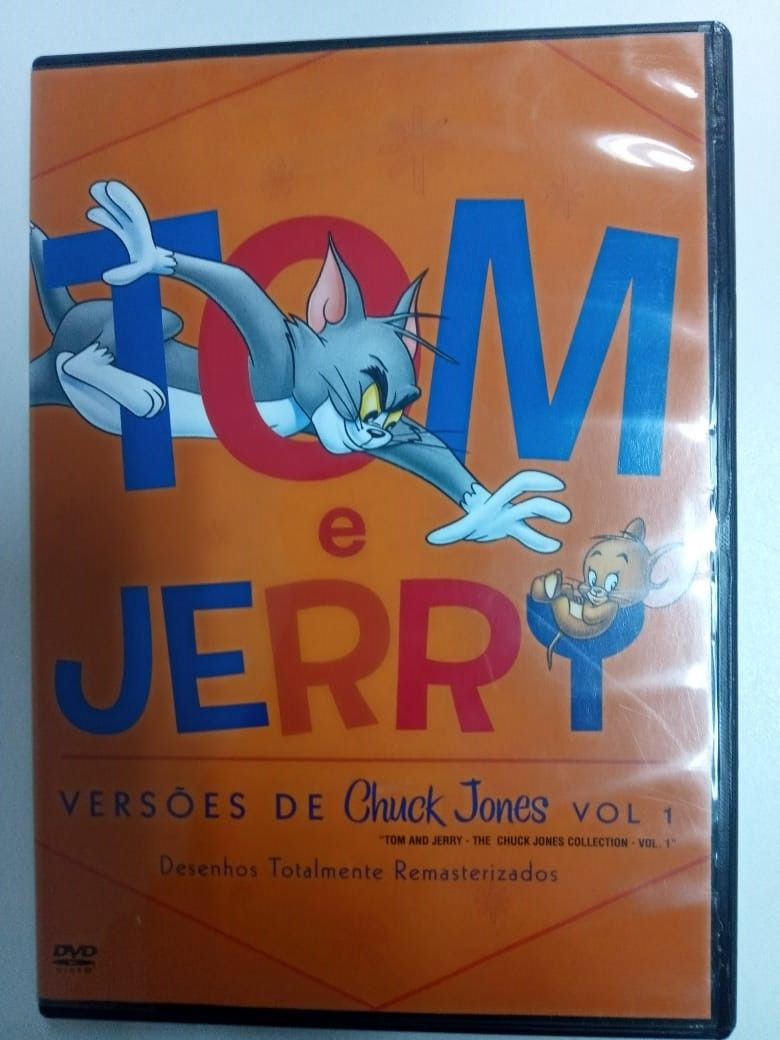 TOM
e
JERRY
VERSÕES DE Chuck Jones VOL 1
"TOM AND JERRY - THE CHUCK JONES COLLECTION - VOL. 1"
Desenhos Totalmente Remasterizados
DVD
VIDEO